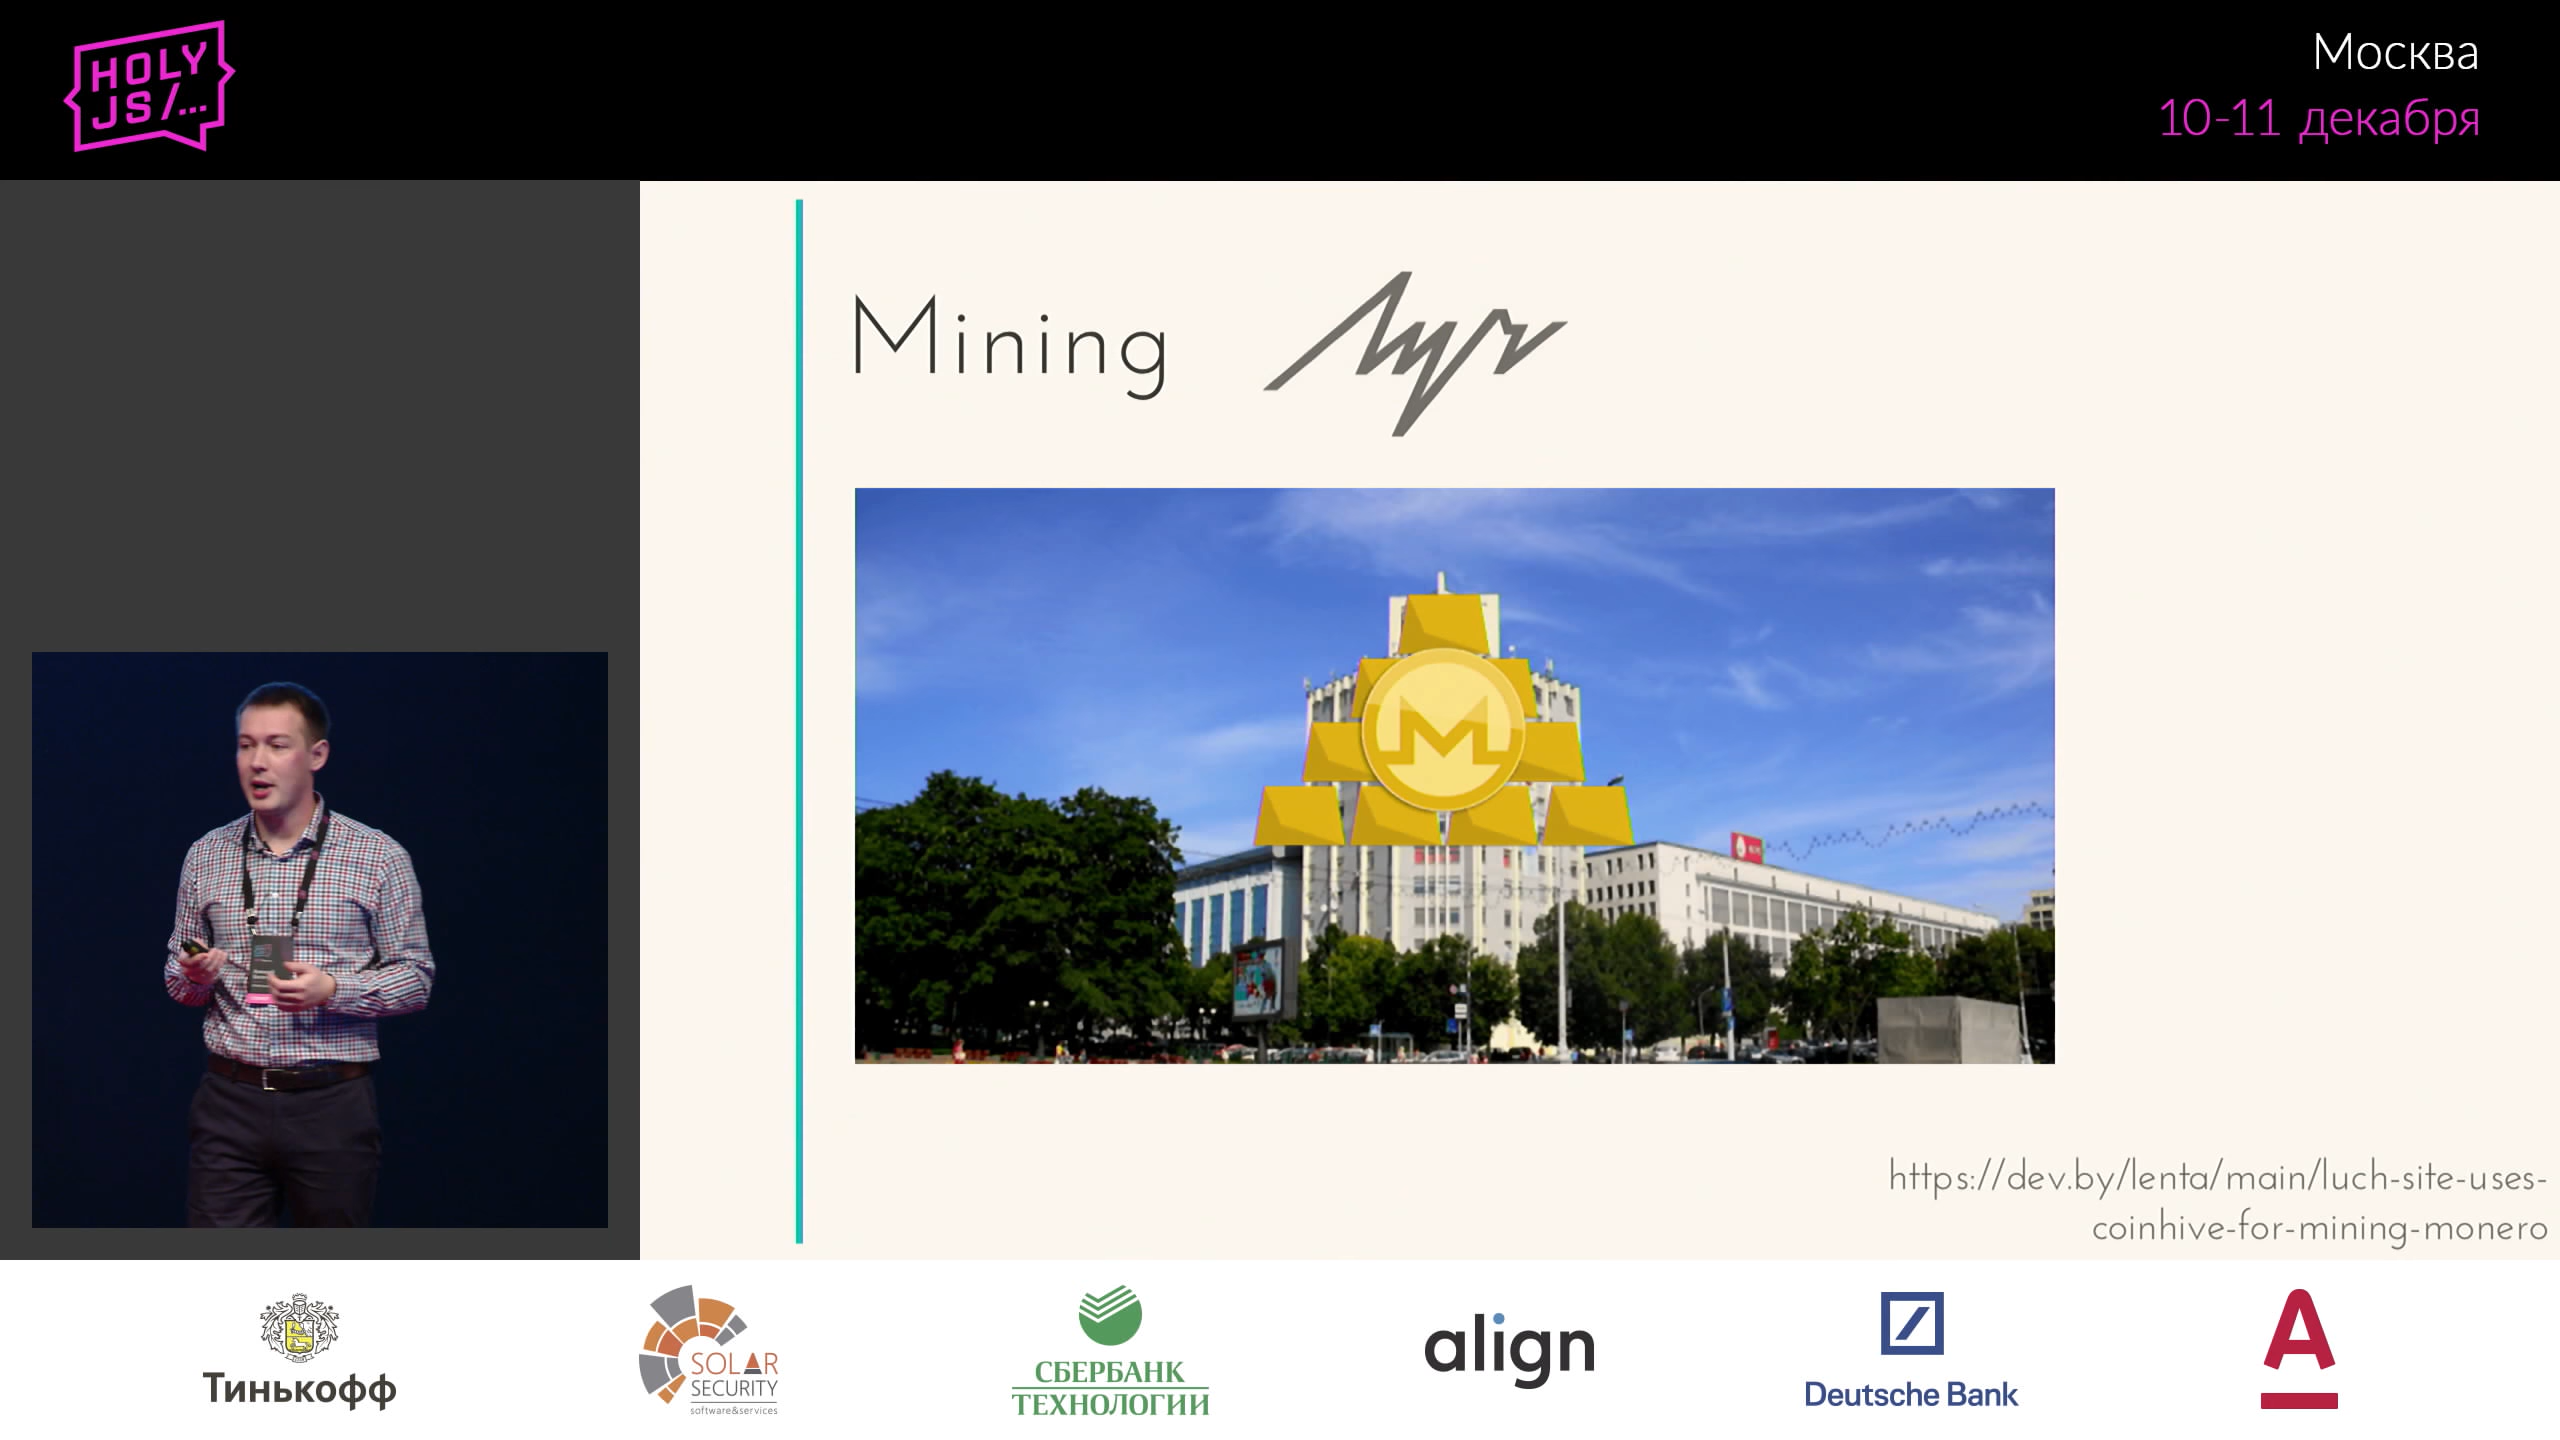 HOLY
JS/...
Москва
10-11 декабря
Mining
Луч
https://dev.by/lenta/main/luch-site-uses-
coinhive-for-mining-monero
Тинькофф
SOLAR
SECURITY
software&services
СБЕРБАНК
ТЕХНОЛОГИИ
align
Deutsche Bank
А